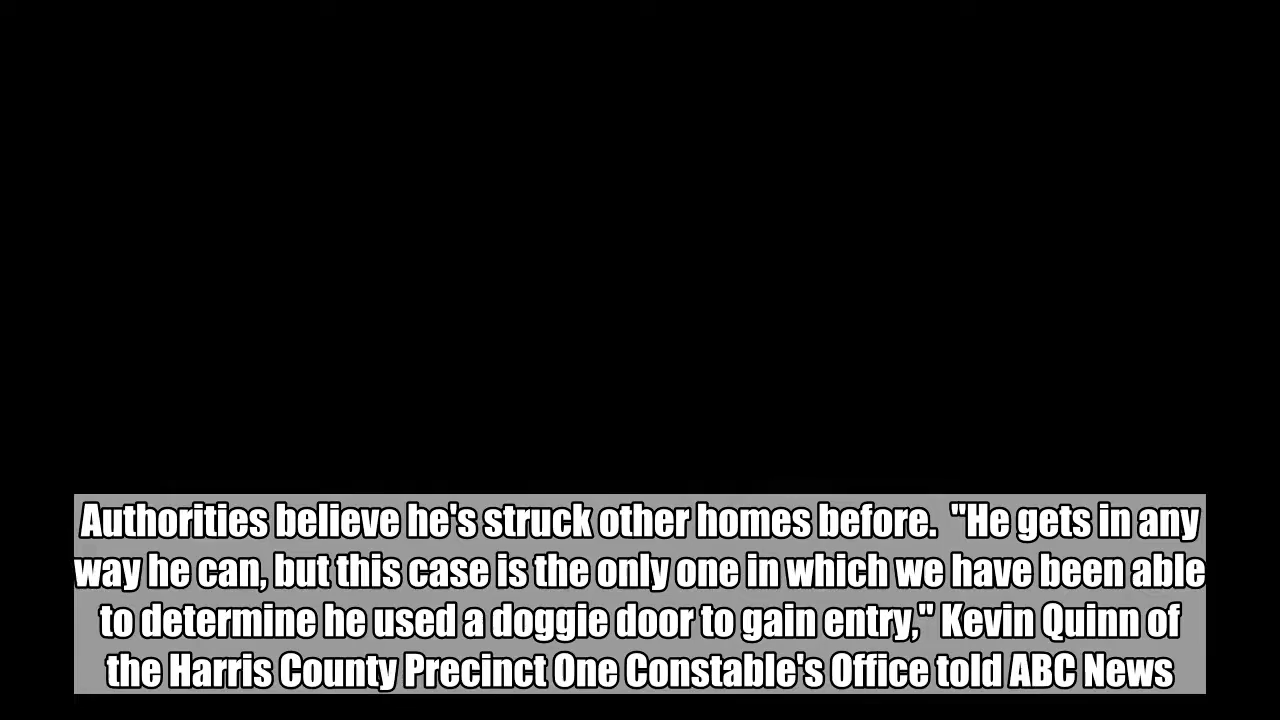 Authorities believe he's struck other homes before.  "He gets in any
way he can, but this case is the only one in which we have been able
to determine he used a doggie door to gain entry," Kevin Quinn of
the Harris County Precinct One Constable's Office told ABC News